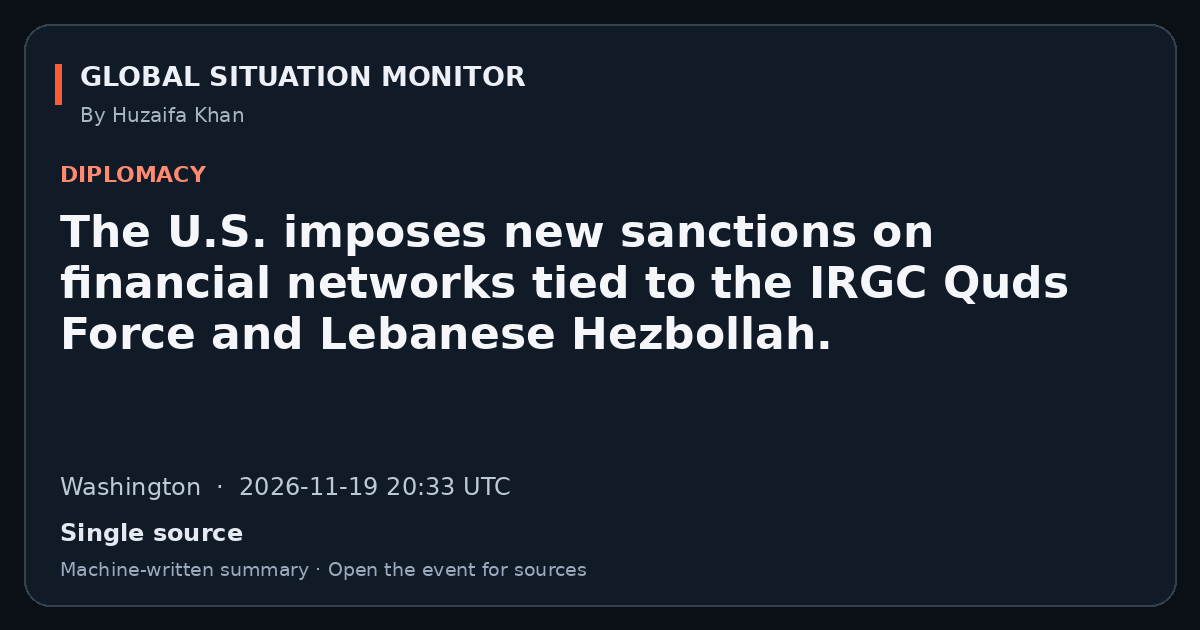 GLOBAL SITUATION MONITOR
By Huzaifa Khan
DIPLOMACY
The U.S. imposes new sanctions on
financial networks tied to the IRGC Quds
Force and Lebanese Hezbollah.
Washington · 2026-11-19 20:33 UTC
Single source
Machine-written summary · Open the event for sources